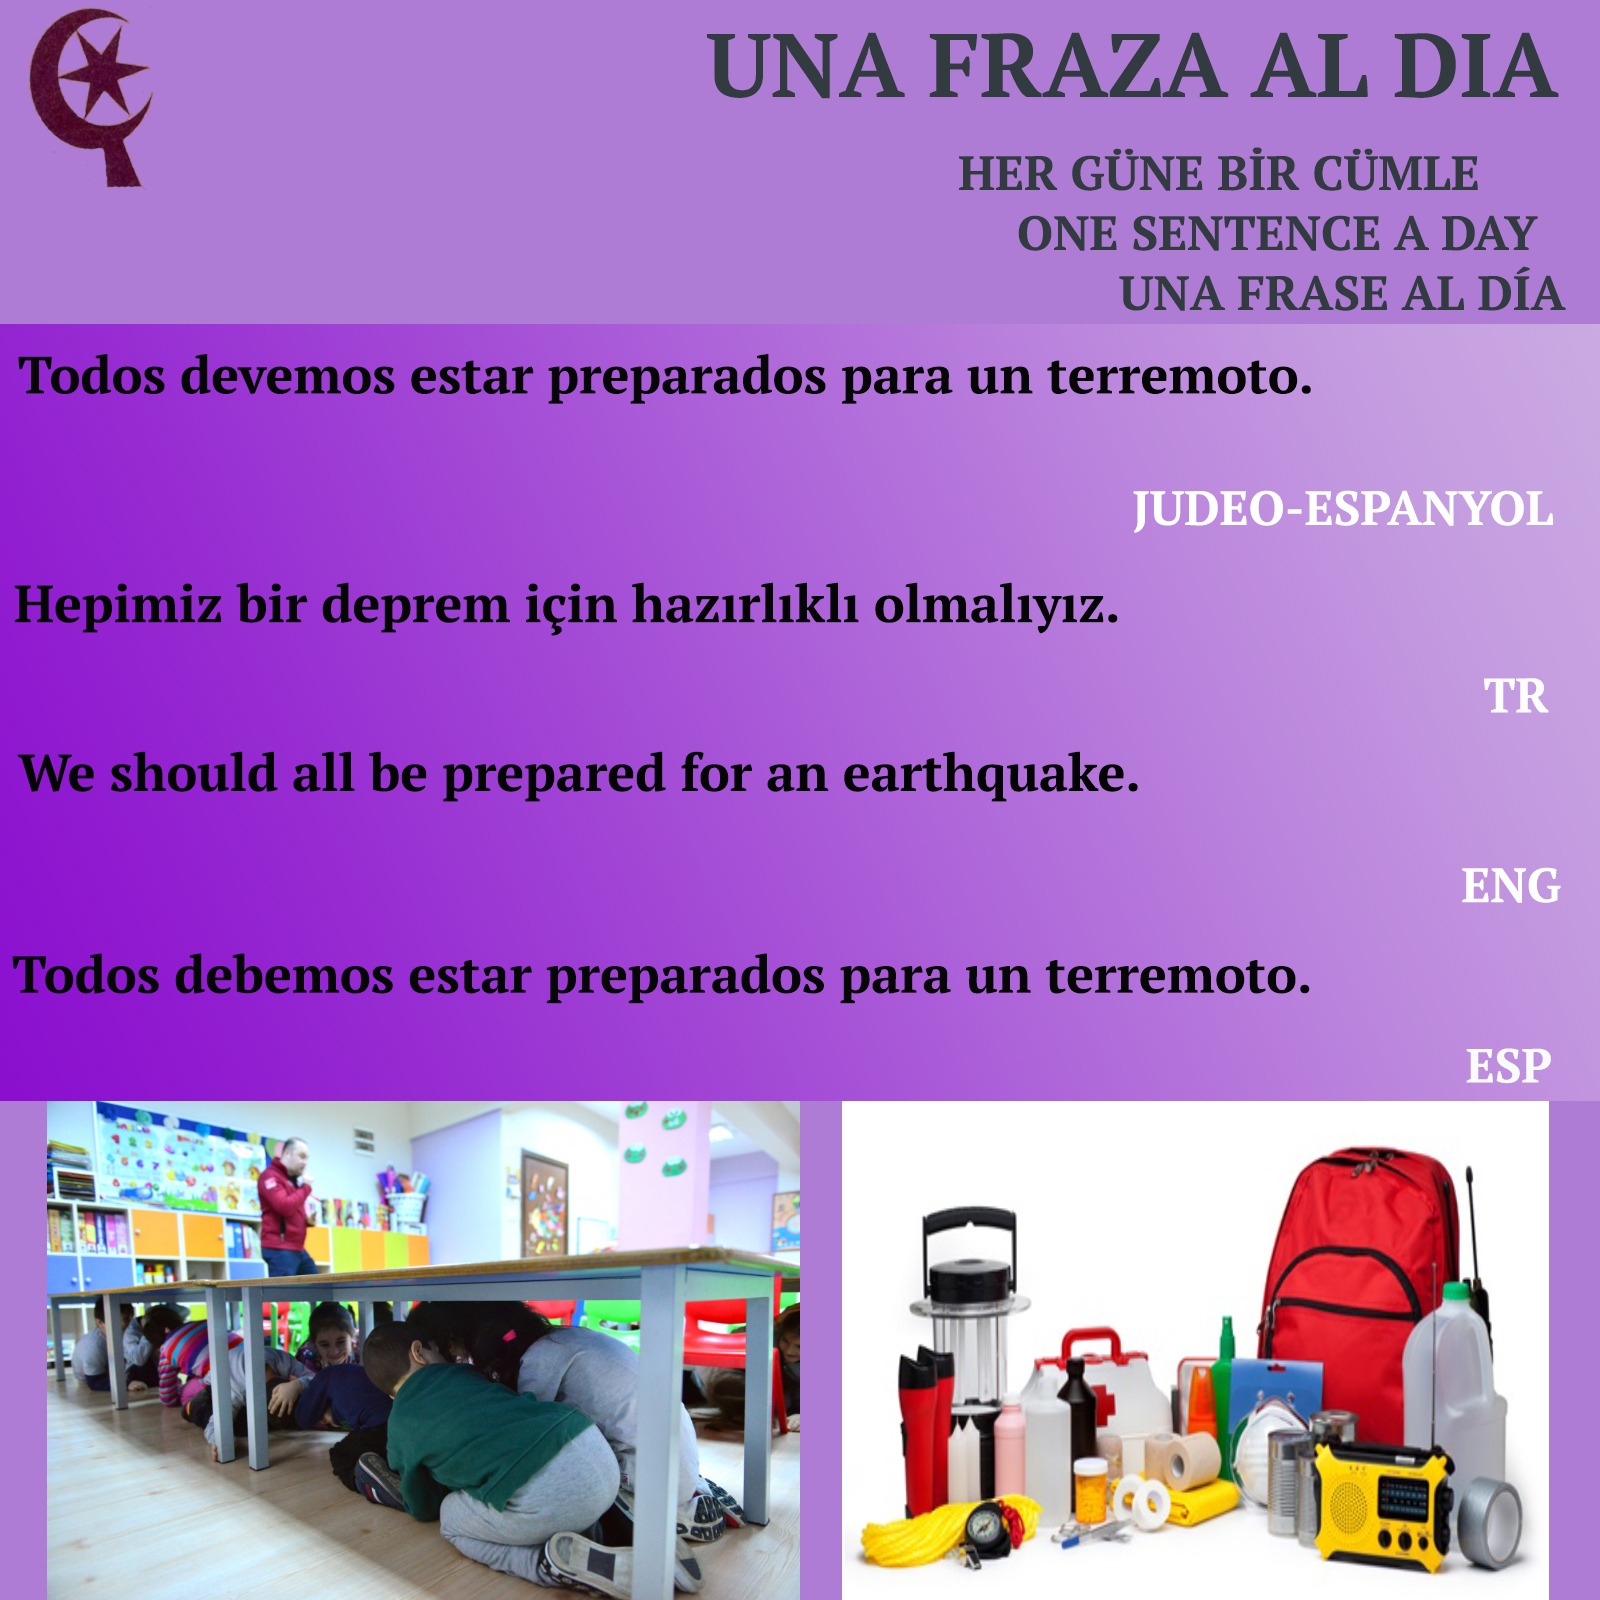 UNA FRAZA AL DIA
HER GÜNE BİR CÜMLE
ONE SENTENCE A DAY
UNA FRASE AL DÍA
Todos devemos estar preparados para un terremoto.
JUDEO-ESPANYOL
Hepimiz bir deprem için hazırlıklı olmalıyız.
TR
We should all be prepared for an earthquake.
ENG
Todos debemos estar preparados para un terremoto.
ESP